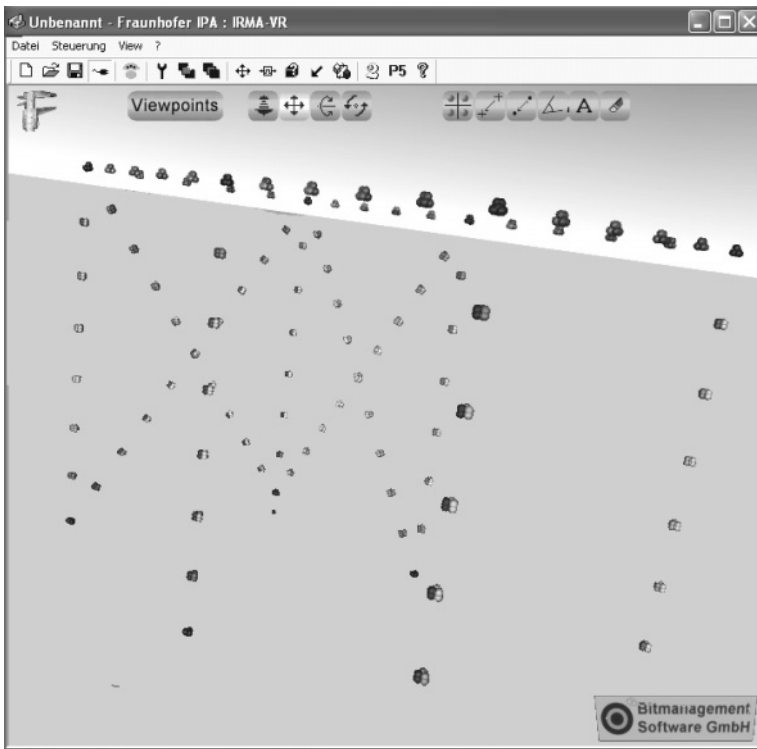 Unbenannt - Fraunhofer IPA : IRMA-VR
Datei Steuerung View ?
P5
Viewpoints
A
Bitmanagement
Software GmbH